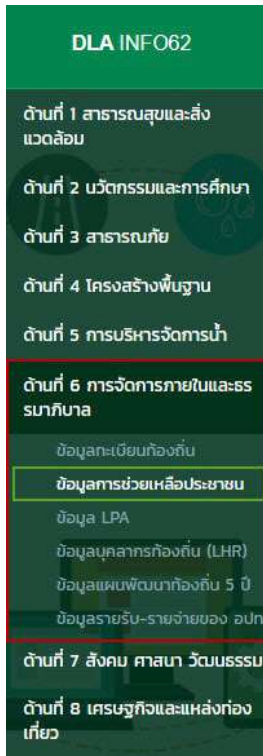 DLA INFO62
ด้านที่ 1 สาธารณสุขและสิ่ง
แวดล้อม
ด้านที่ 2 นวัตกรรมและการศึกษา
ด้านที่ 3 สาธารณภัย
ด้านที่ 4 โครงสร้างพื้นฐาน
ด้านที่ 5 การบริหารจัดการน้ำ
ด้านที่ 6 การจัดการภายในและธร
รมาภิบาล
ข้อมูลทะเบียนท้องถิ่น
ข้อมูลการช่วยเหลือประชาชน
ข้อมูล LPA
ข้อมูลบุคลากรท้องถิ่น (LHR)
ข้อมูลแผนพัฒนาท้องถิ่น 5 ปี
ข้อมูลรายรับ-รายจ่ายของ อปท
ด้านที่ 7 สังคม ศาสนา วัฒนธรรม
ด้านที่ 8 เศรษฐกิจและแหล่งท่อง
เที่ยว